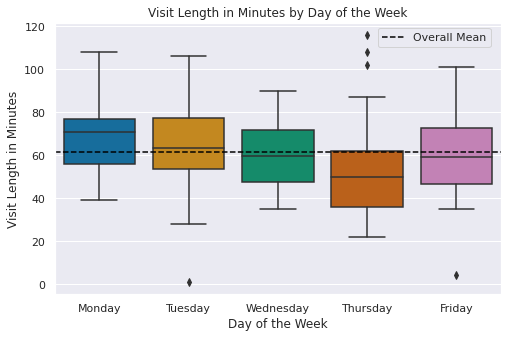 Visit Length in Minutes by Day of the Week
Overall Mean
Visit Length in Minutes
120
100
80
60
40
20
0
Monday Tuesday Wednesday Thursday Friday
Day of the Week